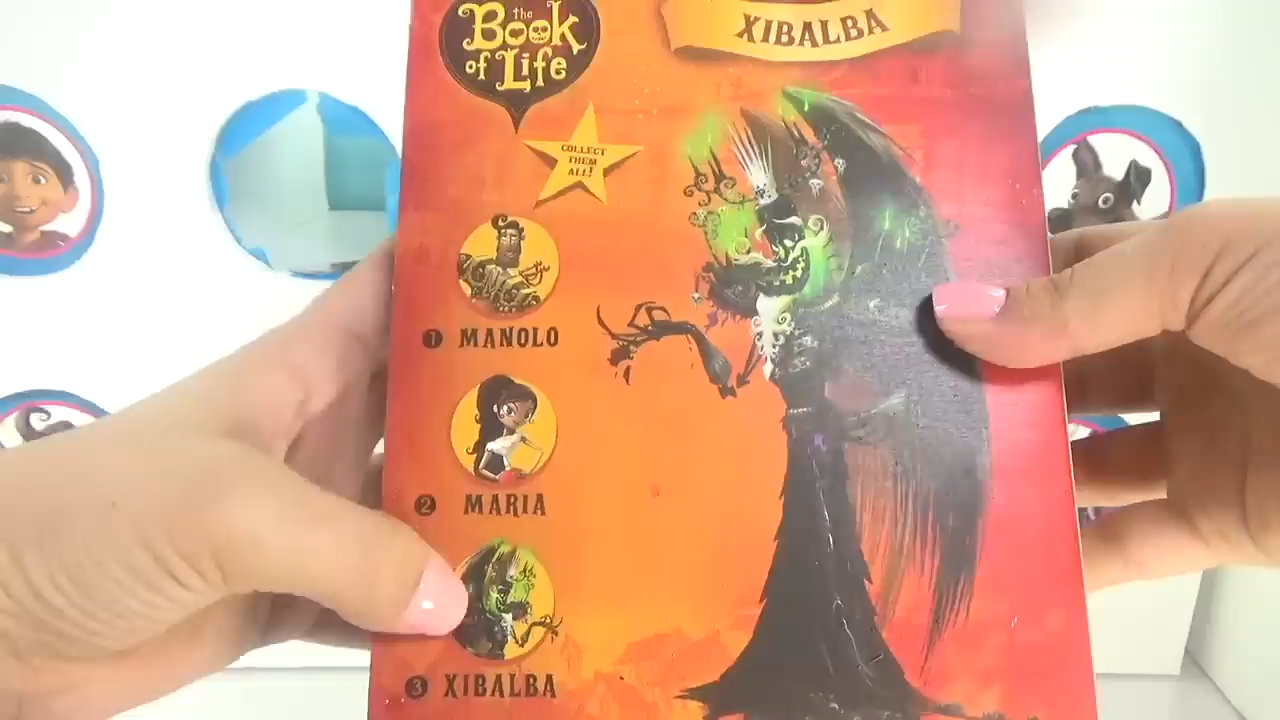 the
Book
of Life
XIBALBA
COLLECT
THEM
ALL!
1 MANOLO
2 MARIA
3 XIBALBA